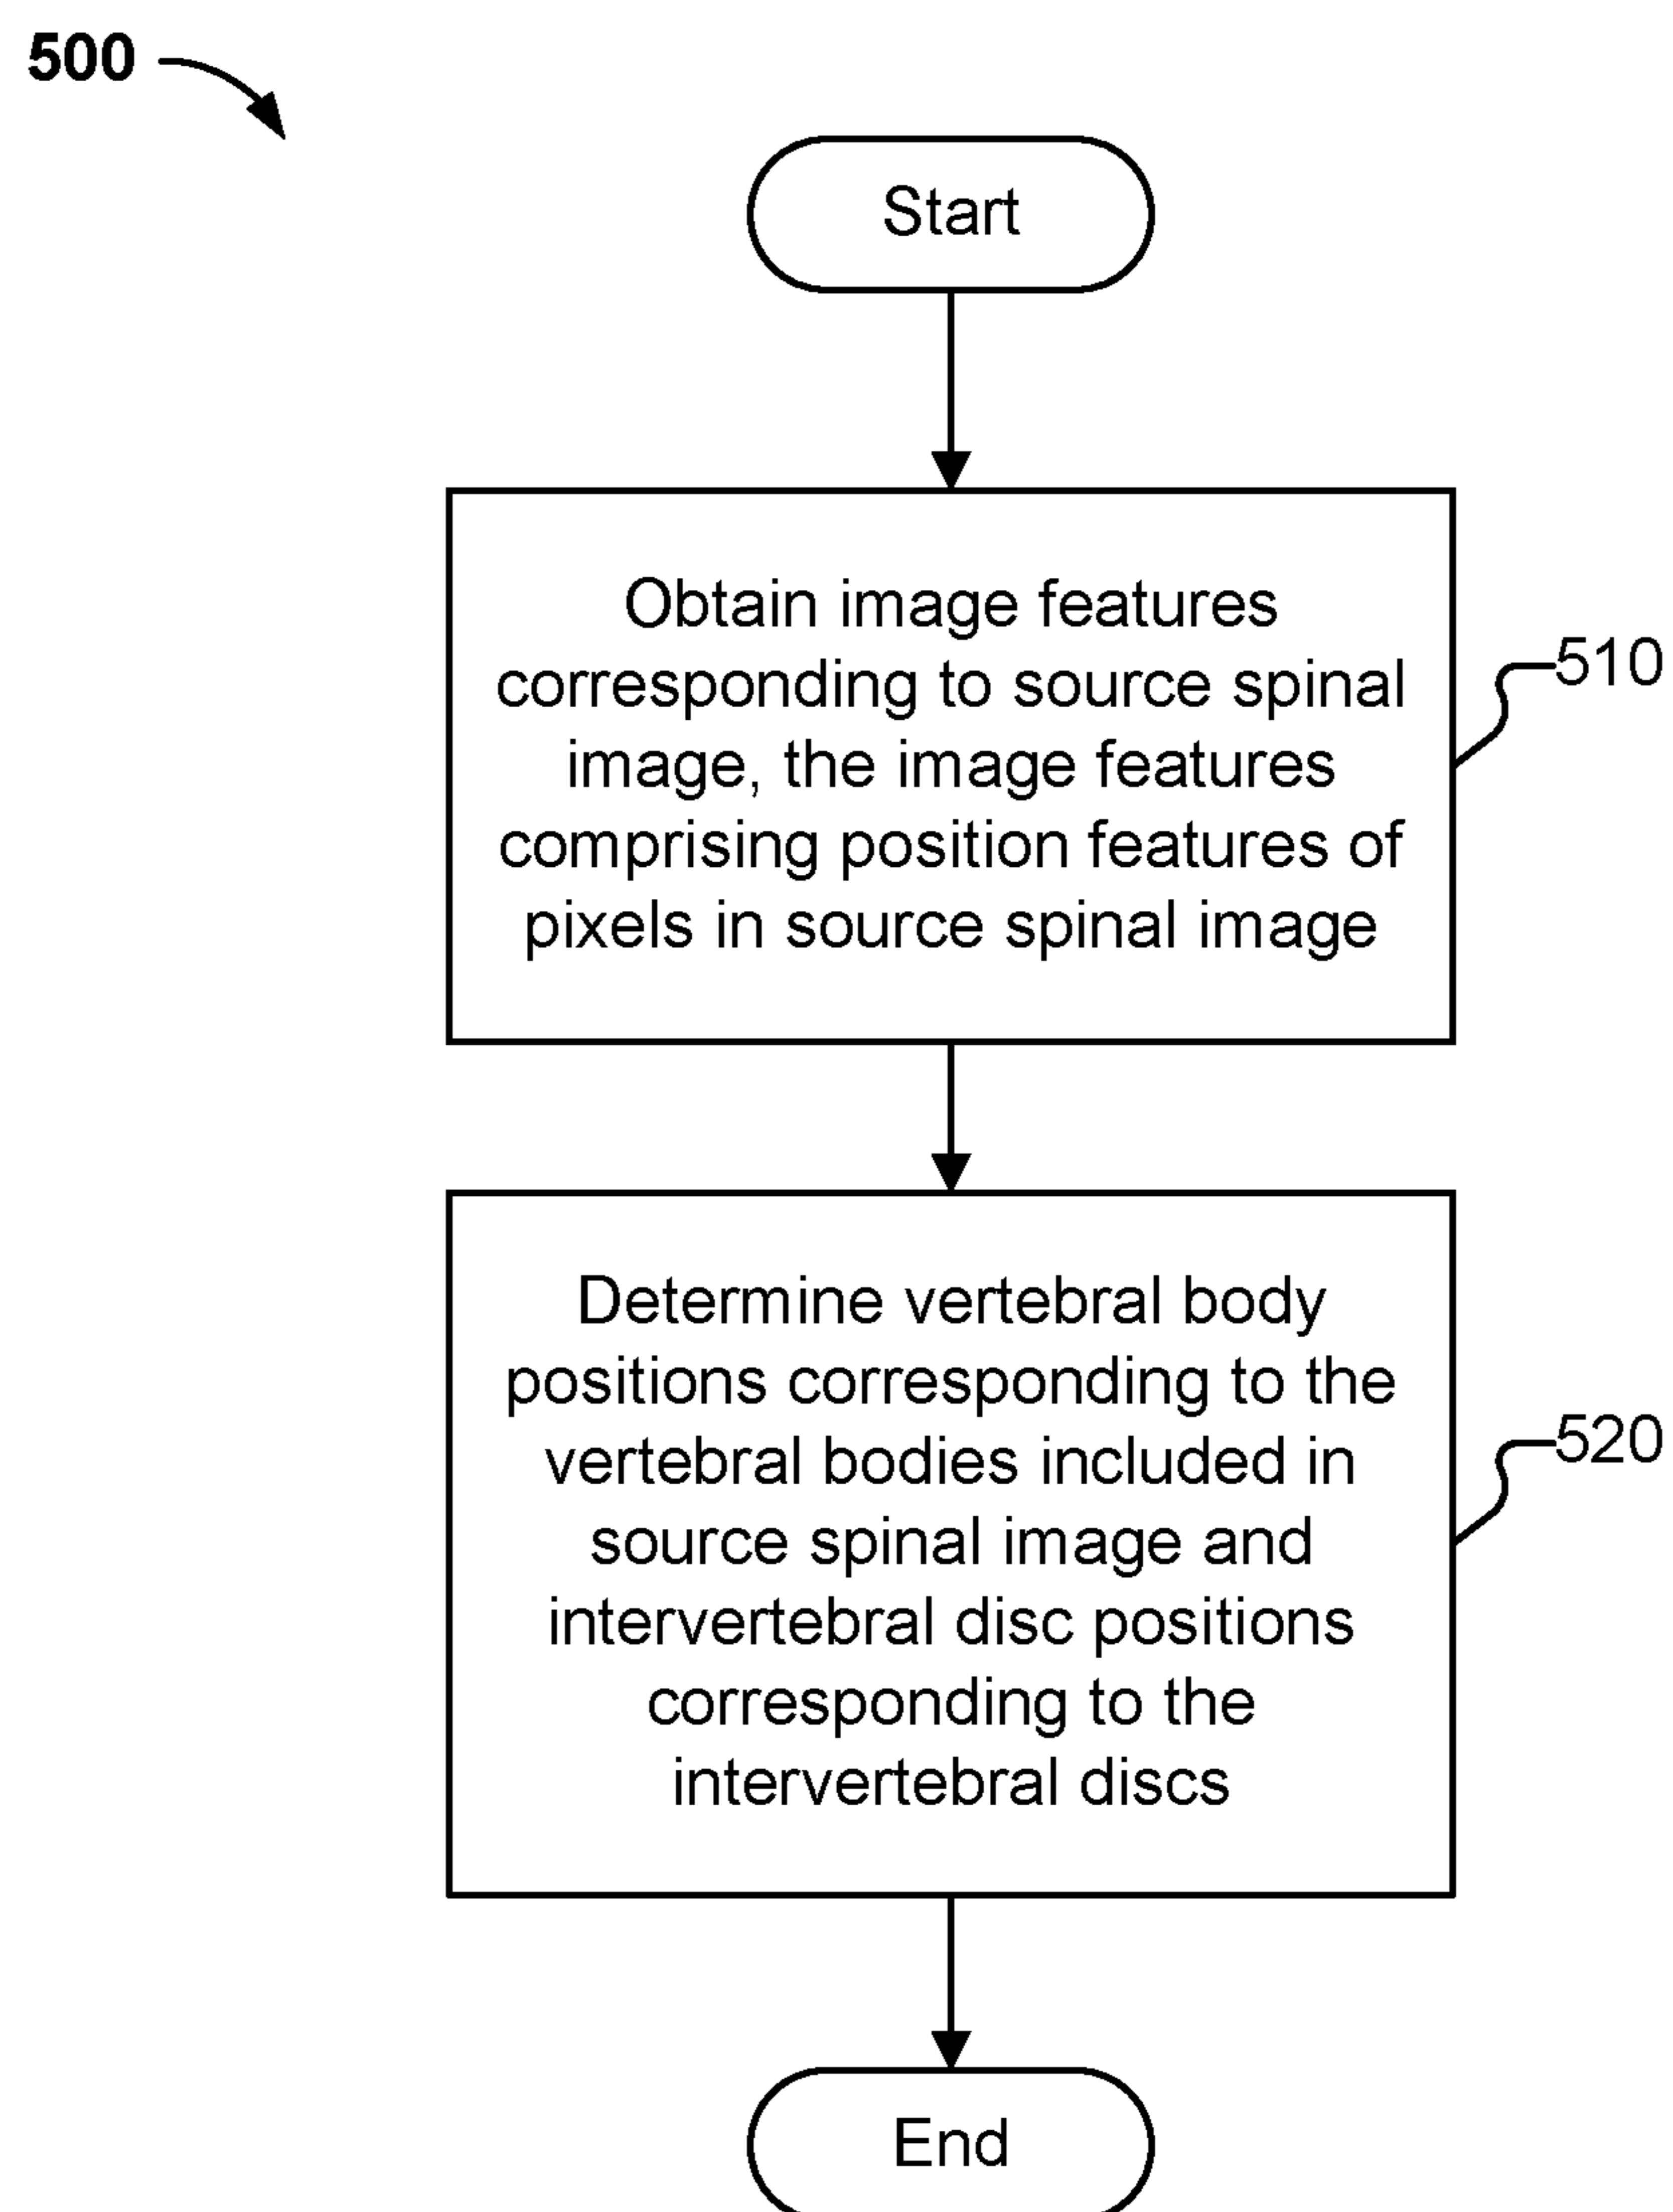 500
Start
Obtain image features
corresponding to source spinal
image, the image features
comprising position features of
pixels in source spinal image
510
Determine vertebral body
positions corresponding to the
vertebral bodies included in
source spinal image and
intervertebral disc positions
corresponding to the
intervertebral discs
520
End